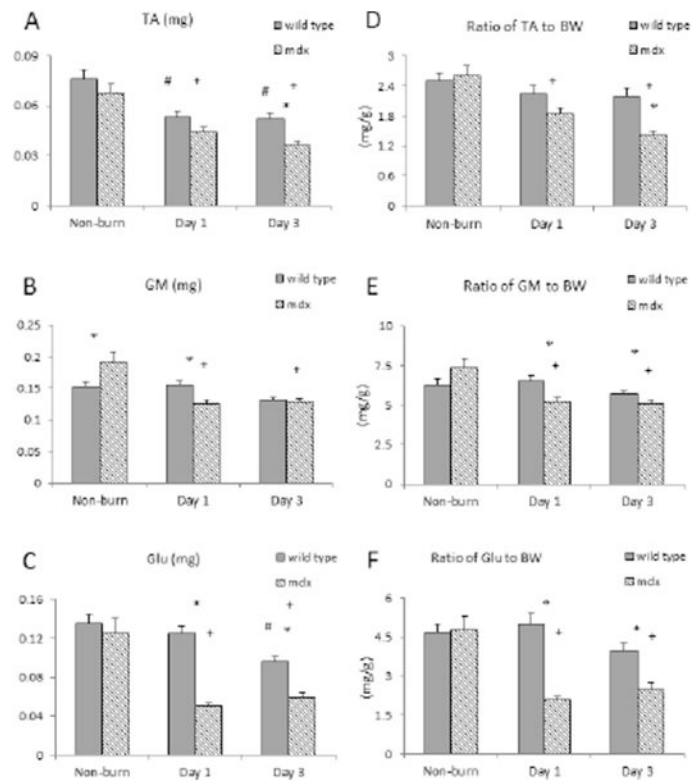 A
TA (mg)
wild type
mdx
0.09
0.06
0.03
0
#
+
#
+
*
Non-burn Day 1 Day 3
D
Ratio of TA to BW
wild type
mdx
(mg/g)
3
2.4
1.8
1.2
0.6
0
+
+
*
Non-burn Day 1 Day 3
B
GM (mg)
wild type
mdx
0.25
0.2
0.15
0.1
0.05
0
*
* +
+
Non-burn Day 1 Day 3
E
Ratio of GM to BW
wild type
mdx
(mg/g)
10
7.5
5
2.5
0
*
+
*
+
Non-burn Day 1 Day 3
C
Glu (mg)
wild type
mdx
0.16
0.12
0.08
0.04
0
*
+
+
# *
Non-burn Day 1 Day 3
F
Ratio of Glu to BW
wild type
mdx
(mg/g)
6
4.5
3
1.5
0
*
+
* +
Non-burn Day 1 Day 3